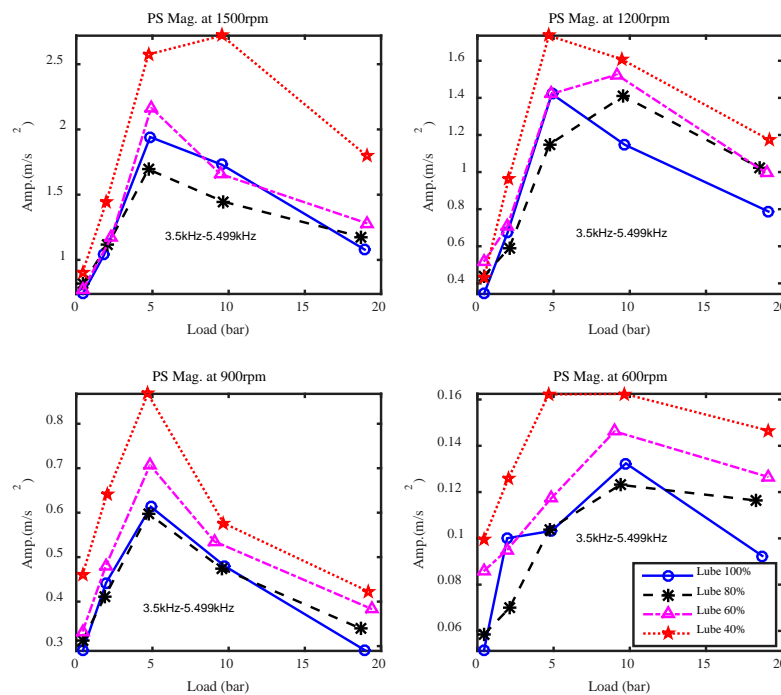 PS Mag. at 1500rpm
Amp.(m/s 2)
2.5
2
1.5
1
0 5 10 15 20
3.5kHz-5.499kHz
Load (bar)
PS Mag. at 1200rpm
Amp.(m/s 2)
1.6
1.4
1.2
1
0.8
0.6
0.4
0 5 10 15 20
3.5kHz-5.499kHz
Load (bar)
PS Mag. at 900rpm
Amp.(m/s 2)
0.8
0.7
0.6
0.5
0.4
0.3
0 5 10 15 20
3.5kHz-5.499kHz
Load (bar)
PS Mag. at 600rpm
Amp.(m/s 2)
0.16
0.14
0.12
0.1
0.08
0.06
0 5 10 15 20
3.5kHz-5.499kHz
Lube 100%
Lube 80%
Lube 60%
Lube 40%
Load (bar)